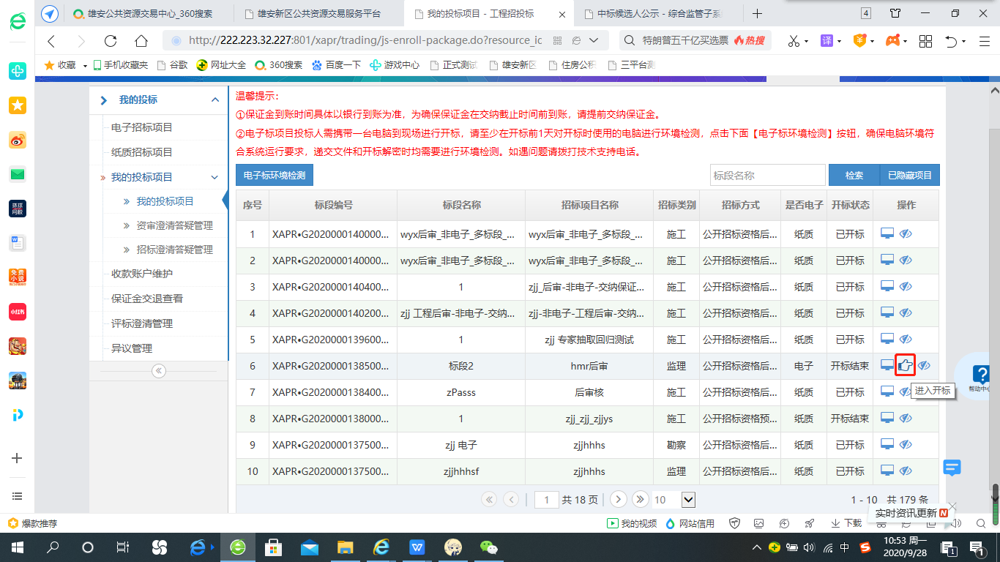 雄安公共资源交易中心_360搜索
雄安新区公共资源交易服务平台
我的投标项目 - 工程招投标
中标候选人公示 - 综合监管子系
4
http://222.223.32.227:801/xapr/trading/js-enroll-package.do?resource_ic
特朗普五千亿买选票 热搜
译
收藏 手机收藏夹 谷歌 网址大全 360搜索 百度一下 游戏中心 正式测试 雄安新区 住房公积 三平台测
我的投标
电子招标项目
纸质招标项目
我的投标项目
我的投标项目
资审澄清答疑管理
招标澄清答疑管理
收款账户维护
保证金交退查看
评标澄清管理
异议管理
温馨提示：
①保证金到账时间具体以银行到账为准，为确保保证金在交纳截止时间前到账，请提前交纳保证金。
②电子标项目投标人需携带一台电脑到现场进行开标，请至少在开标前1天对开标时使用的电脑进行环境检测，点击下面【电子标环境检测】按钮，确保电脑环境符
合系统运行要求，递交文件和开标解密时均需要进行环境检测。如遇问题请拨打技术支持电话。
电子标环境检测 标段名称 检索 已隐藏项目
序号 标段编号 标段名称 招标项目名称 招标类别 招标方式 是否电子 开标状态 操作
1 XAPR•G2020000140000... wyx后审_非电子_多标段_... wyx后审_非电子_多标段_... 施工 公开招标资格后... 纸质 已开标
2 XAPR•G2020000140000... wyx后审_非电子_多标段_... wyx后审_非电子_多标段_... 施工 公开招标资格后... 纸质 已开标
3 XAPR•G2020000140400... 1 zjj_后审-非电子-交纳保证... 施工 公开招标资格后... 纸质 已开标
4 XAPR•G2020000140200... zjj 工程后审-非电子-交纳... zjj-非电子-工程后审-交纳... 施工 公开招标资格后... 纸质 已开标
5 XAPR•G2020000139600... 1 zjj 专家抽取回归测试 施工 公开招标资格后... 纸质 已开标
6 XAPR•G2020000138500... 标段2 hmr后审 监理 公开招标资格后... 电子 开标结束
7 XAPR•G2020000138400... zPasss 后审核 施工 公开招标资格后... 纸质 已开标
进入开标
8 XAPR•G2020000138000... 1 zjj_zjj_zjjys 施工 公开招标资格预... 纸质 开标结束
9 XAPR•G2020000137500... zjj 电子 zjjhhhs 勘察 公开招标资格后... 纸质 已开标
10 XAPR•G2020000137500... zjjhhhsf zjjhhhs 监理 公开招标资格后... 纸质 已开标
1 共 18 页 10 1 - 10 共 179 条
帮助中心
环球网校
免费小说
小红书
实时资讯更新 N
爆款推荐 我的视频 网站信用 下载
中
10:53 周一
2020/9/28
1
1